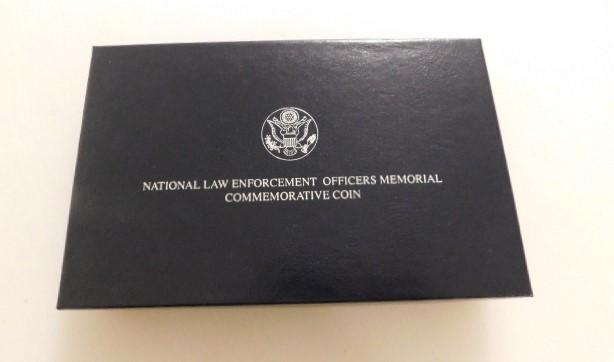 NATIONAL LAW ENFORCEMENT OFFICERS MEMORIAL
COMMEMORATIVE COIN